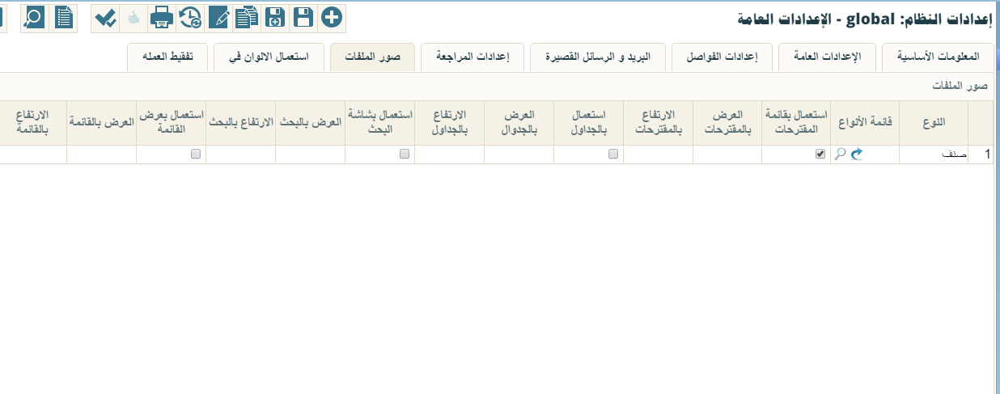 إعدادات النظام: global - الإعدادات العامة
المعلومات الأساسية
الإعدادات العامة
إعدادات الفواصل
البريد و الرسائل القصيرة
إعدادات المراجعة
صور الملفات
استعمال الالوان في
تفقيط العمله
صور الملفات
النوع
قائمة الأنواع
استعمال بقائمة
المقترحات
العرض
بالمقترحات
الارتفاع
بالمقترحات
استعمال
بالجداول
العرض
بالجدوال
الارتفاع
بالجداول
استعمال بشاشة
البحث
العرض بالبحث
الارتفاع بالبحث
استعمال بعرض
القائمة
العرض بالقائمة
الارتفاع
بالقائمة
1
صنف